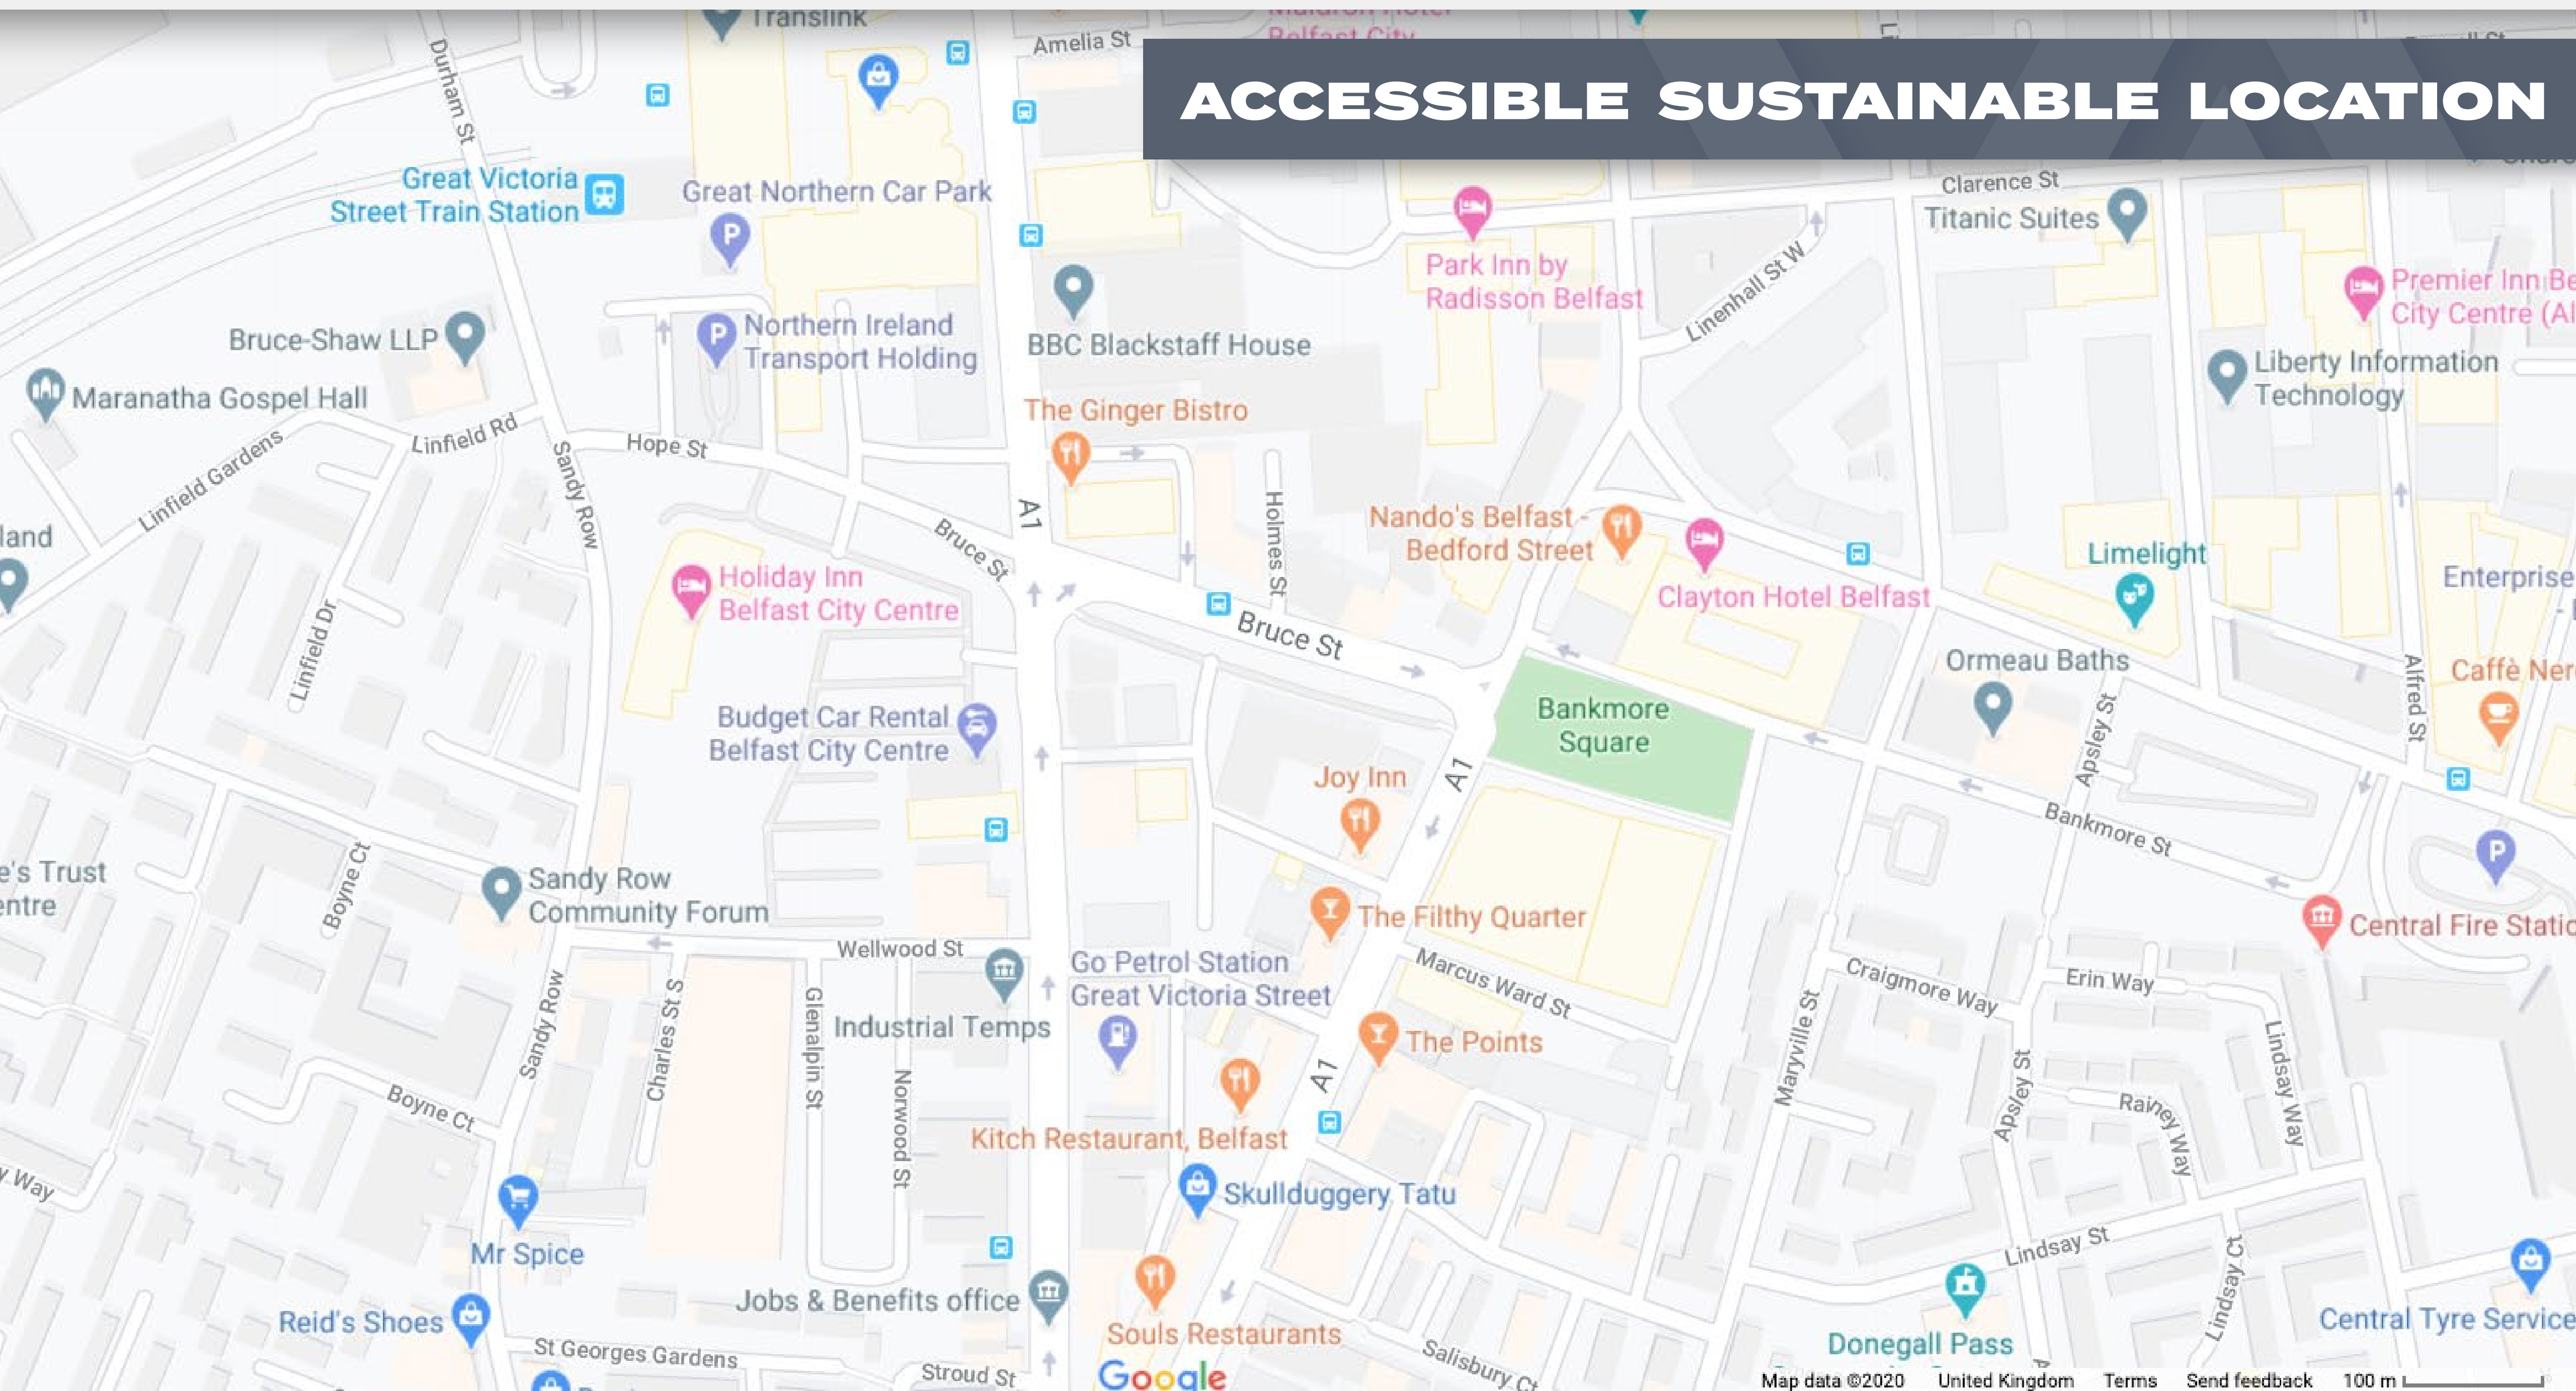 Translink
Amelia St
Belfast City
ACCESSIBLE SUSTAINABLE LOCATION
Durham St
Great Victoria
Street Train Station
Great Northern Car Park
Clarence St
Titanic Suites
Park Inn by
Radisson Belfast
Linenhall St W
Premier Inn Be
City Centre (Al
Bruce-Shaw LLP
Northern Ireland
Transport Holding
BBC Blackstaff House
Liberty Information
Technology
Maranatha Gospel Hall
The Ginger Bistro
Linfield Rd
Hope St
Linfield Gardens
Sandy Row
A1
Holmes St
Bruce St
Nando's Belfast -
Bedford Street
land
Limelight
Holiday Inn
Belfast City Centre
Clayton Hotel Belfast
Enterprise
Linfield Dr
Bruce St
Ormeau Baths
Alfred St
Caffè Ner
Bankmore
Square
Budget Car Rental
Belfast City Centre
Apsley St
Joy Inn
A1
Bankmore St
e's Trust
entre
Boyne Ct
Sandy Row
Community Forum
The Filthy Quarter
Central Fire Static
Wellwood St
Go Petrol Station
Great Victoria Street
Marcus Ward St
Craigmore Way
Erin Way
Sandy Row
Charles St S
Glenalpin St
Industrial Temps
The Points
Maryville St
Lindsay Way
A1
Norwood St
Apsley St
Rainey Way
Boyne Ct
Kitch Restaurant, Belfast
y Way
Skullduggery Tatu
Mr Spice
Lindsay St
Lindsay Ct
Jobs & Benefits office
Reid's Shoes
Souls Restaurants
Central Tyre Service
Donegall Pass
St Georges Gardens
Stroud St
Salisbury Ct
Google
Map data ©2020 United Kingdom Terms Send feedback 100 m